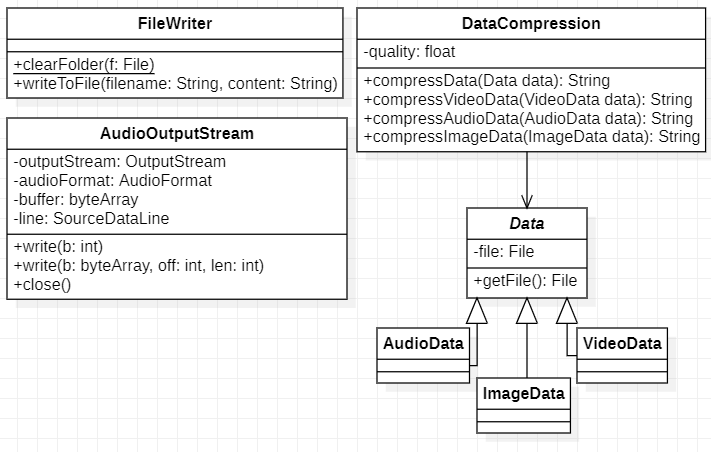 FileWriter
+clearFolder(f: File)
+writeToFile(filename: String, content: String)
DataCompression
-quality: float
+compressData(Data data): String
+compressVideoData(VideoData data): String
+compressAudioData(AudioData data): String
+compressImageData(ImageData data): String
AudioOutputStream
-outputStream: OutputStream
-audioFormat: AudioFormat
-buffer: byteArray
-line: SourceDataLine
+write(b: int)
+write(b: byteArray, off: int, len: int)
+close()
Data
-file: File
+getFile(): File
AudioData
VideoData
ImageData